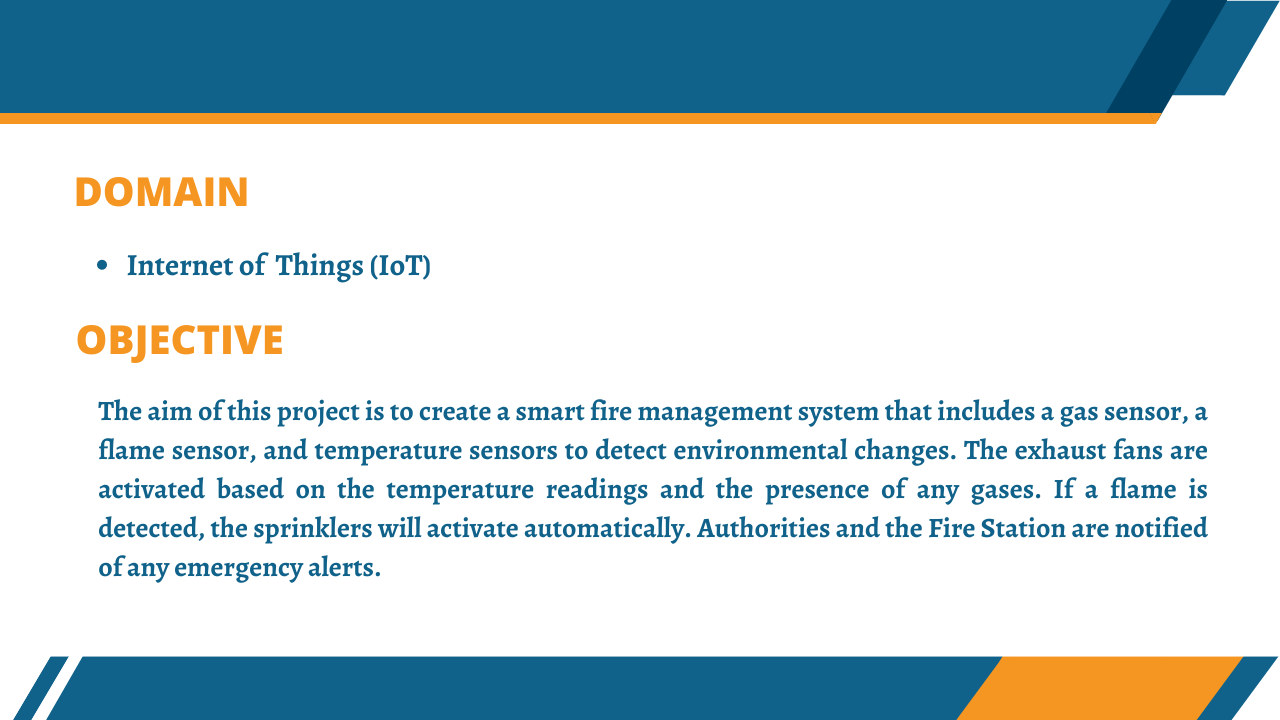 DOMAIN
• Internet of Things (IoT)
OBJECTIVE
The aim of this project is to create a smart fire management system that includes a gas sensor, a
flame sensor, and temperature sensors to detect environmental changes. The exhaust fans are
activated based on the temperature readings and the presence of any gases. If a flame is
detected, the sprinklers will activate automatically. Authorities and the Fire Station are notified
of any emergency alerts.